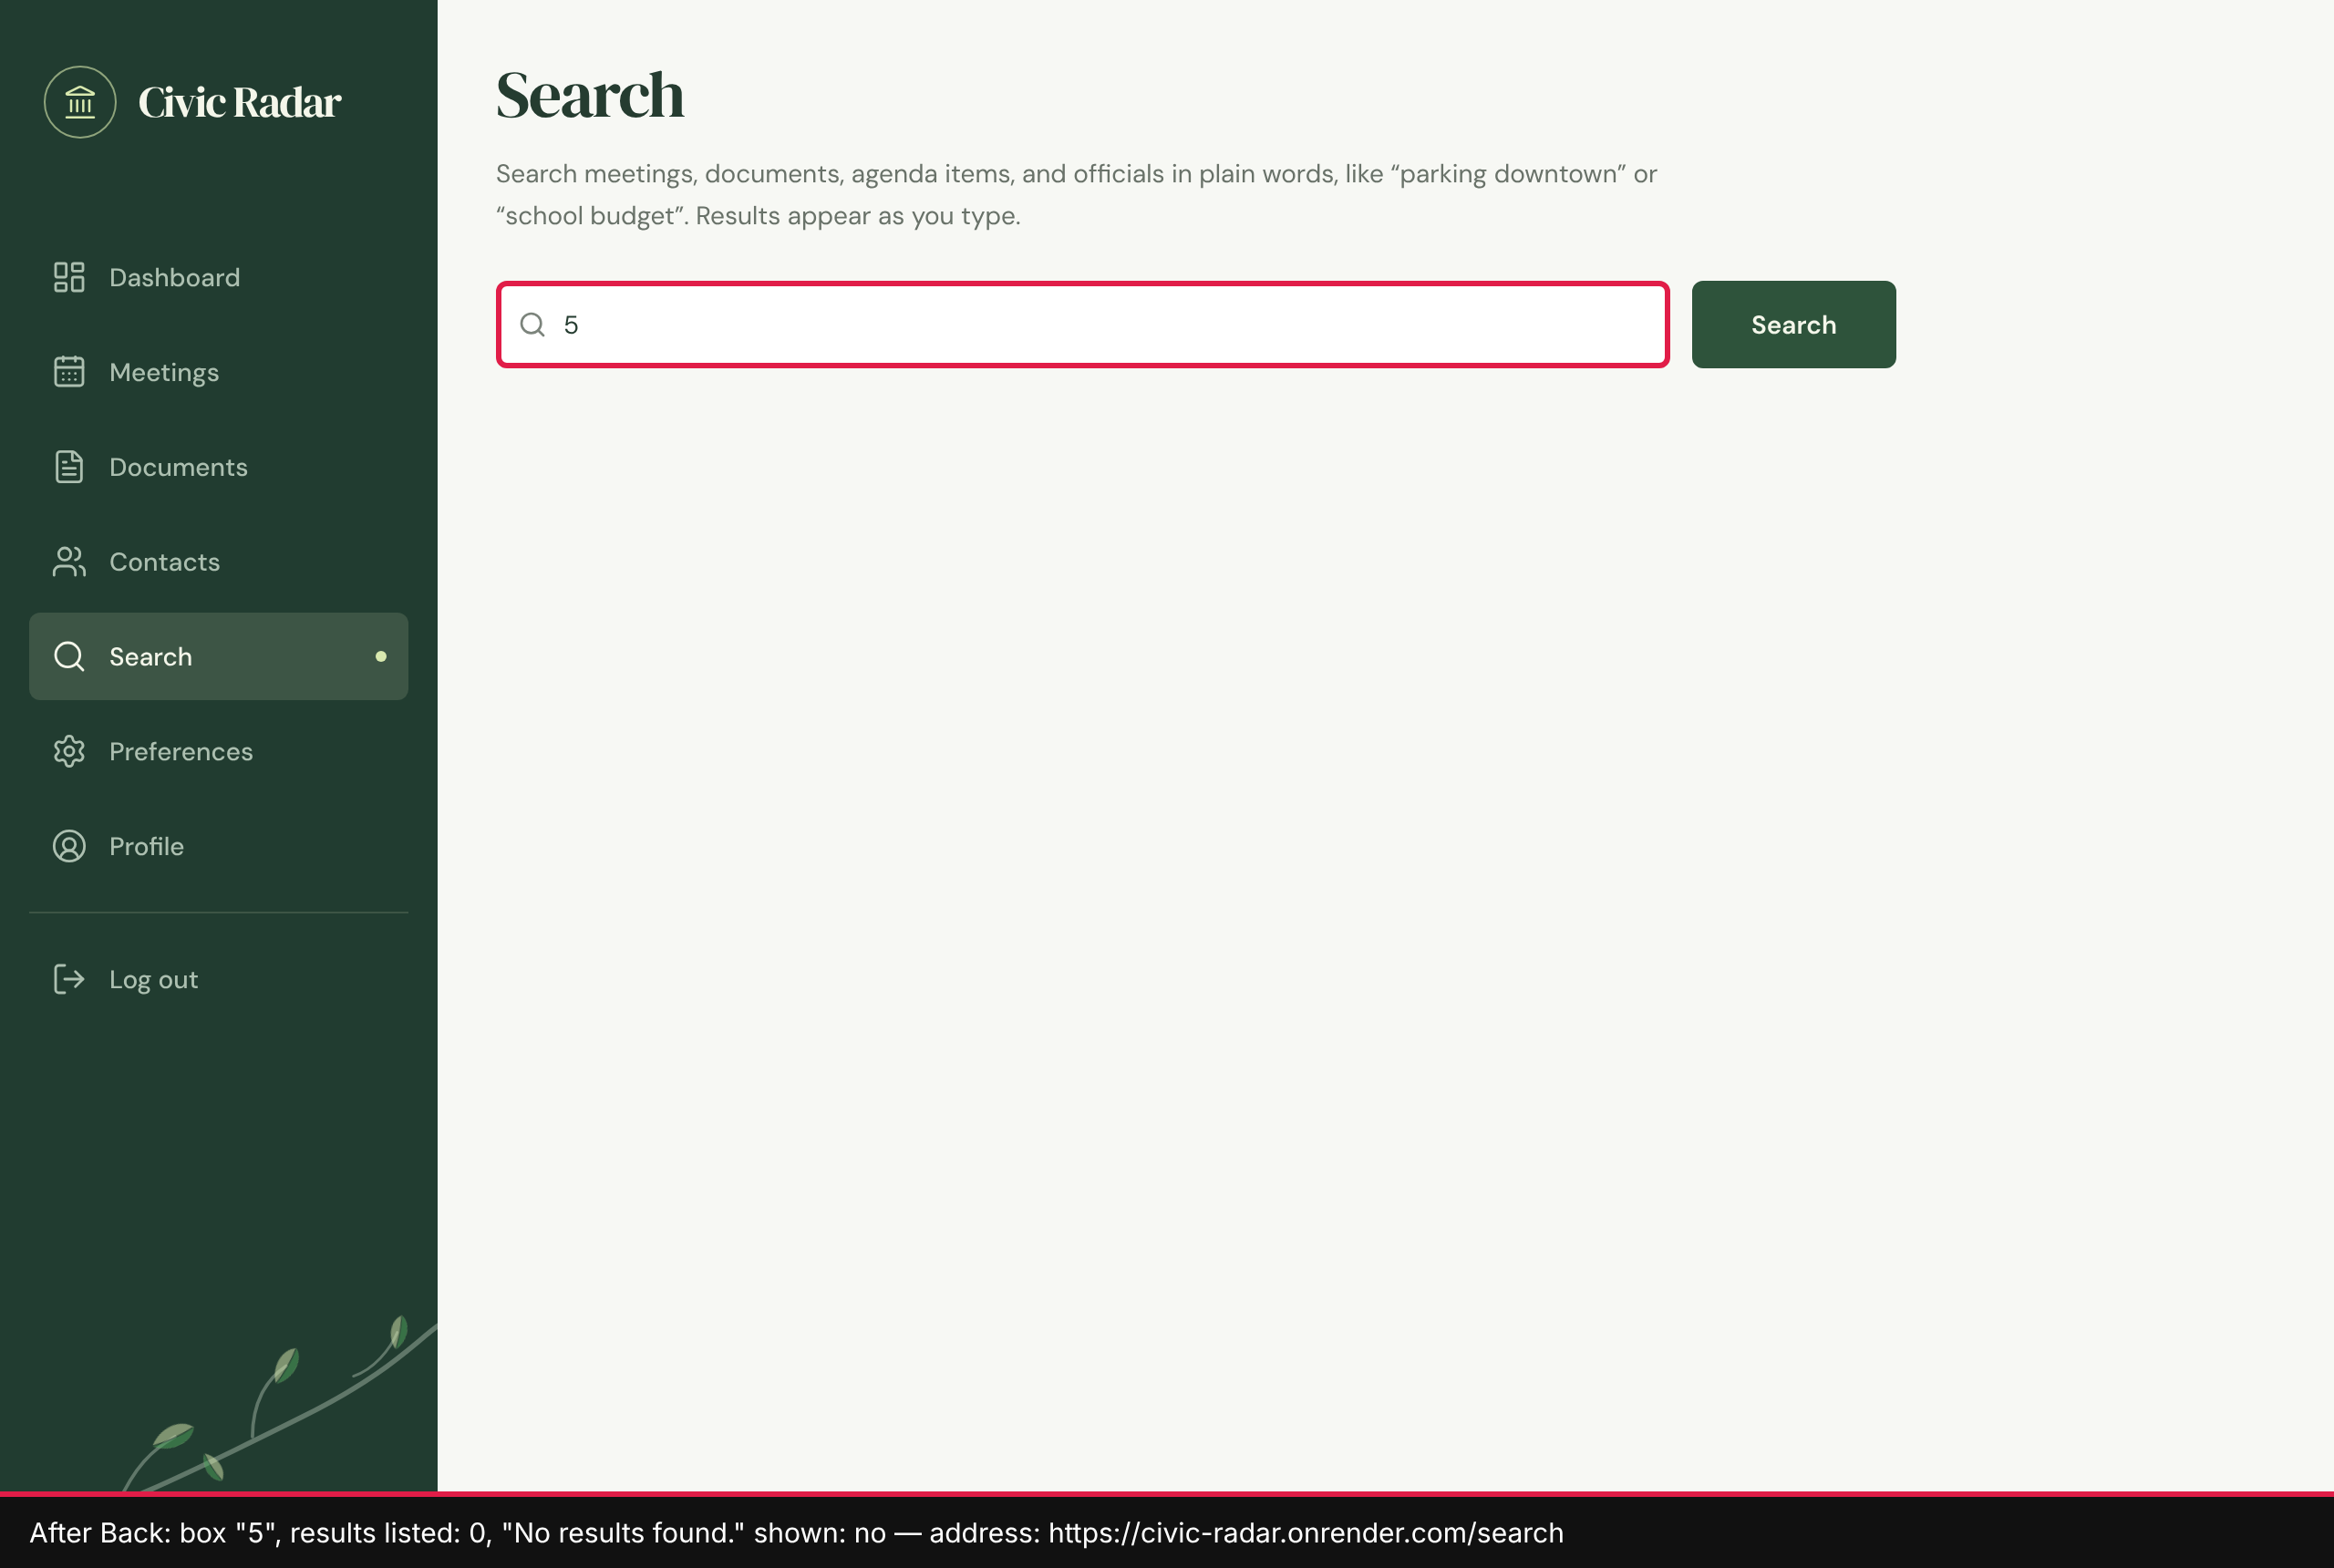 Civic Radar
Dashboard
Meetings
Documents
Contacts
Search
Preferences
Profile
Log out
Search
Search meetings, documents, agenda items, and officials in plain words, like “parking downtown” or
“school budget”. Results appear as you type.
5
Search
After Back: box "5", results listed: 0, "No results found." shown: no — address: https://civic-radar.onrender.com/search